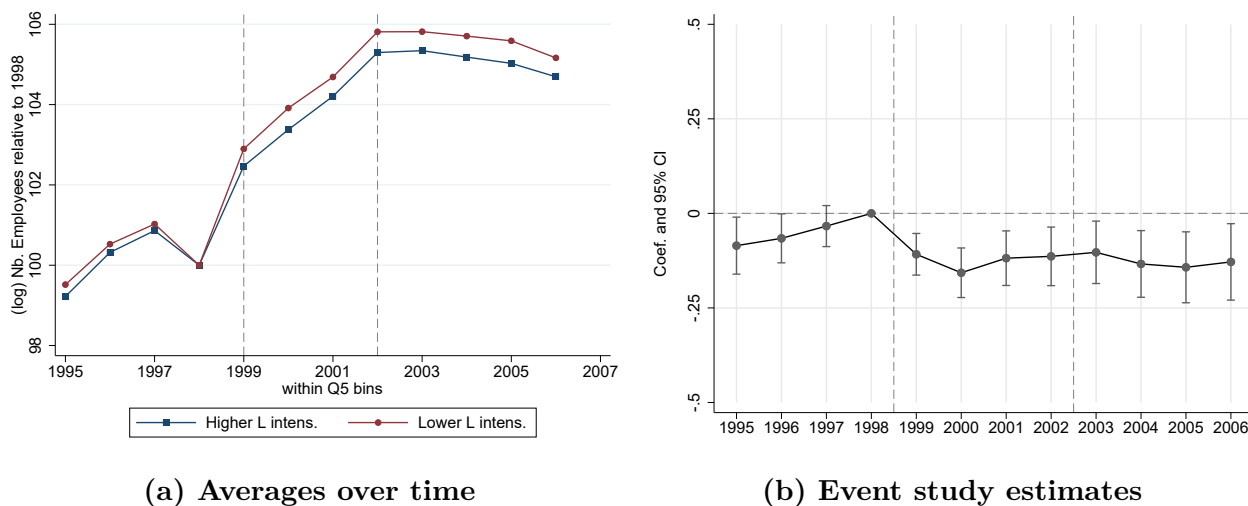 (log) Nb. Employees relative to 1998
106
104
102
100
98
1995 1997 1999 2001 2003 2005 2007
within Q5 bins
Higher L intens. Lower L intens.
(a) Averages over time
Coef. and 95% CI
.5
.25
0
-.25
-.5
1995 1996 1997 1998 1999 2000 2001 2002 2003 2004 2005 2006
(b) Event study estimates